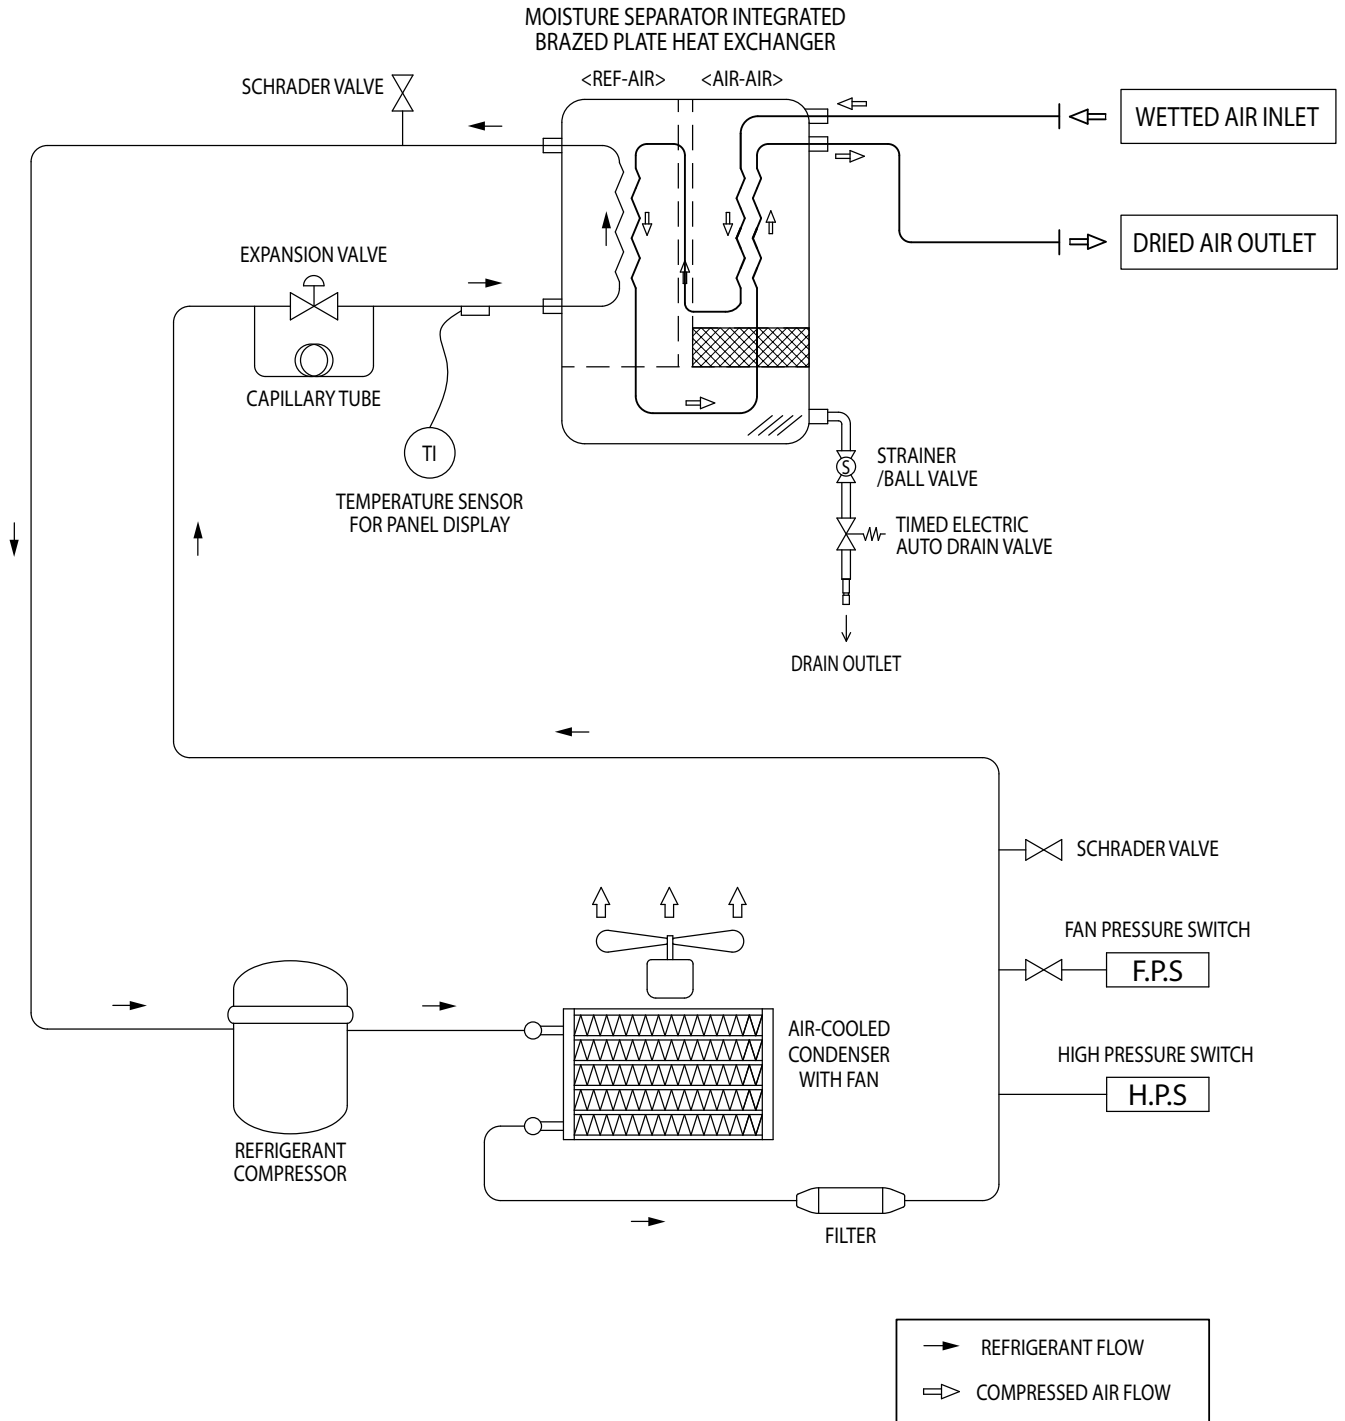 MOISTURE SEPARATOR INTEGRATED
BRAZED PLATE HEAT EXCHANGER
<REF-AIR>
<AIR-AIR>
SCHRADER VALVE
WETTED AIR INLET
DRIED AIR OUTLET
EXPANSION VALVE
CAPILLARY TUBE
TI
TEMPERATURE SENSOR
FOR PANEL DISPLAY
S
STRAINER
/BALL VALVE
TIMED ELECTRIC
AUTO DRAIN VALVE
DRAIN OUTLET
SCHRADER VALVE
FAN PRESSURE SWITCH
F.P.S
HIGH PRESSURE SWITCH
H.P.S
AIR-COOLED
CONDENSER
WITH FAN
REFRIGERANT
COMPRESSOR
FILTER
REFRIGERANT FLOW
COMPRESSED AIR FLOW